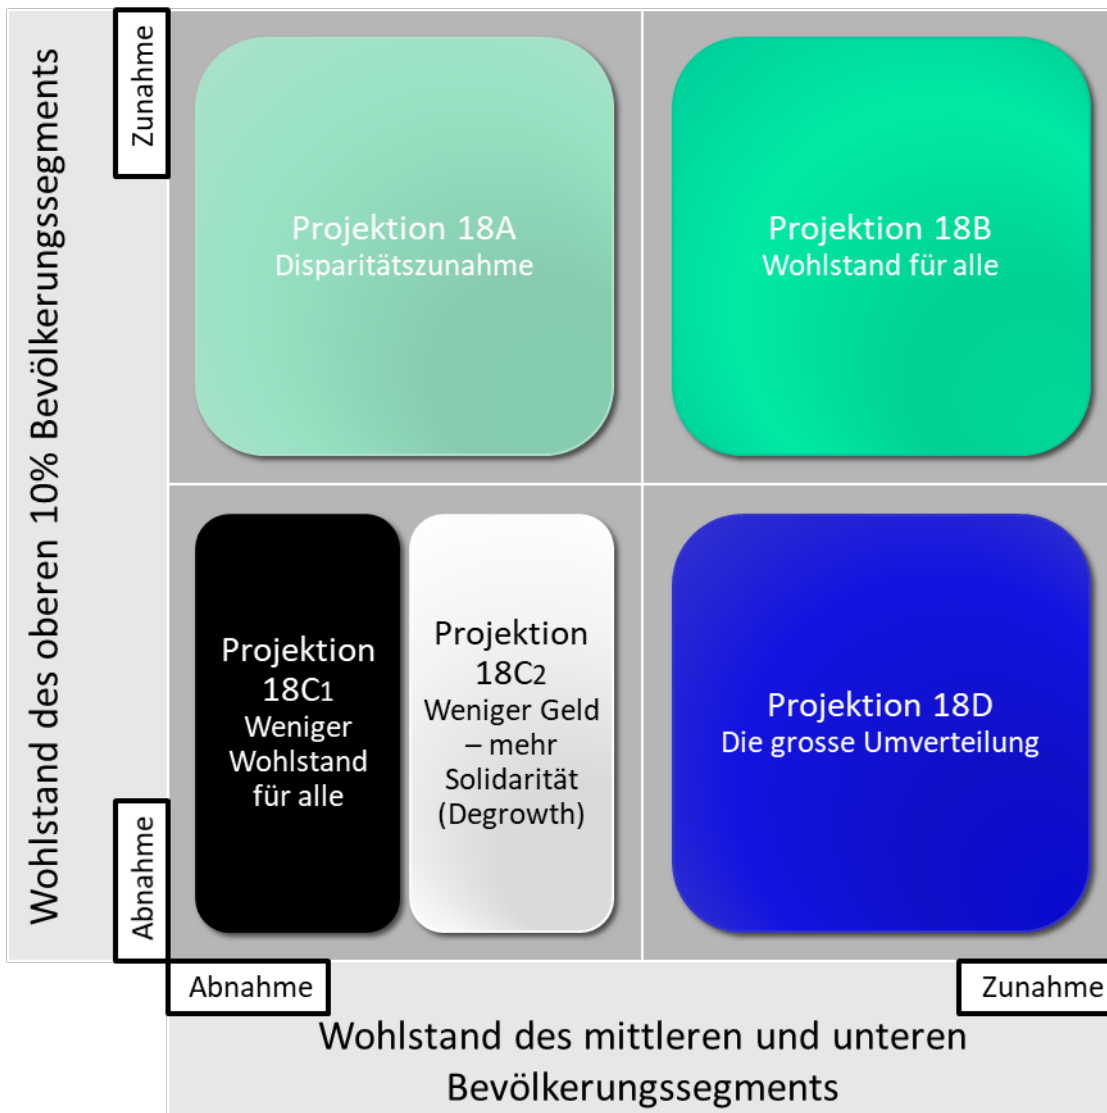 Wohlstand des oberen 10% Bevölkerungssegments
Zunahme
Abnahme
Projektion 18A
Disparitätszunahme
Projektion 18B
Wohlstand für alle
Projektion
18C1
Weniger
Wohlstand
für alle
Projektion
18C2
Weniger Geld
– mehr
Solidarität
(Degrowth)
Projektion 18D
Die grosse Umverteilung
Abnahme
Zunahme
Wohlstand des mittleren und unteren
Bevölkerungssegments